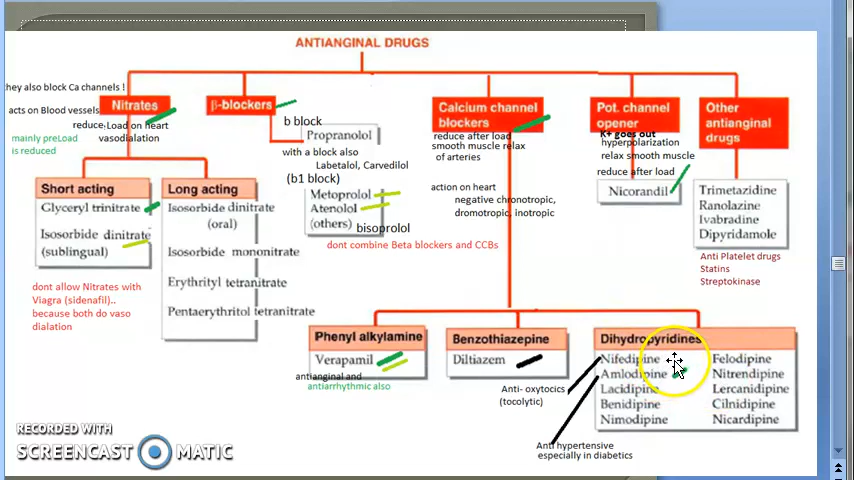 ANTIANGINAL DRUGS
they also block Ca channels !
Nitrates
β-blockers
Calcium channel
blockers
Pot. channel
opener
Other
antianginal
drugs
acts on Blood vessels
reduce Load on heart
vasodialation
mainly preLoad
is reduced
b block
Propranolol
with a block also
Labetalol, Carvedilol
(b1 block)
Metoprolol
Atenolol
(others)
bisoprolol
dont combine Beta blockers and CCBs
reduce after load
smooth muscle relax
of arteries
action on heart
negative chronotropic,
dromotropic, inotropic
K+ goes out
hyperpolarization
relax smooth muscle
reduce after load
Nicorandil
Trimetazidine
Ranolazine
Ivabradine
Dipyridamole
Anti Platelet drugs
Statins
Streptokinase
Short acting
Glyceryl trinitrate
Isosorbide dinitrate
(sublingual)
Long acting
Isosorbide dinitrate
(oral)
Isosorbide mononitrate
Erythrityl tetranitrate
Pentaerythritol tetranitrate
dont allow Nitrates with
Viagra (sidenafil)..
because both do vaso
dialation
Phenyl alkylamine
Verapamil
antianginal and
antiarrhythmic also
Benzothiazepine
Diltiazem
Dihydropyridines
Nifedipine
Amlodipine
Lacidipine
Benidipine
Nimodipine
Felodipine
Nitrendipine
Lercanidipine
Cilnidipine
Nicardipine
Anti- oxytocics
(tocolytic)
Anti hypertensive
especially in diabetics
RECORDED WITH
SCREENCAST MATIC